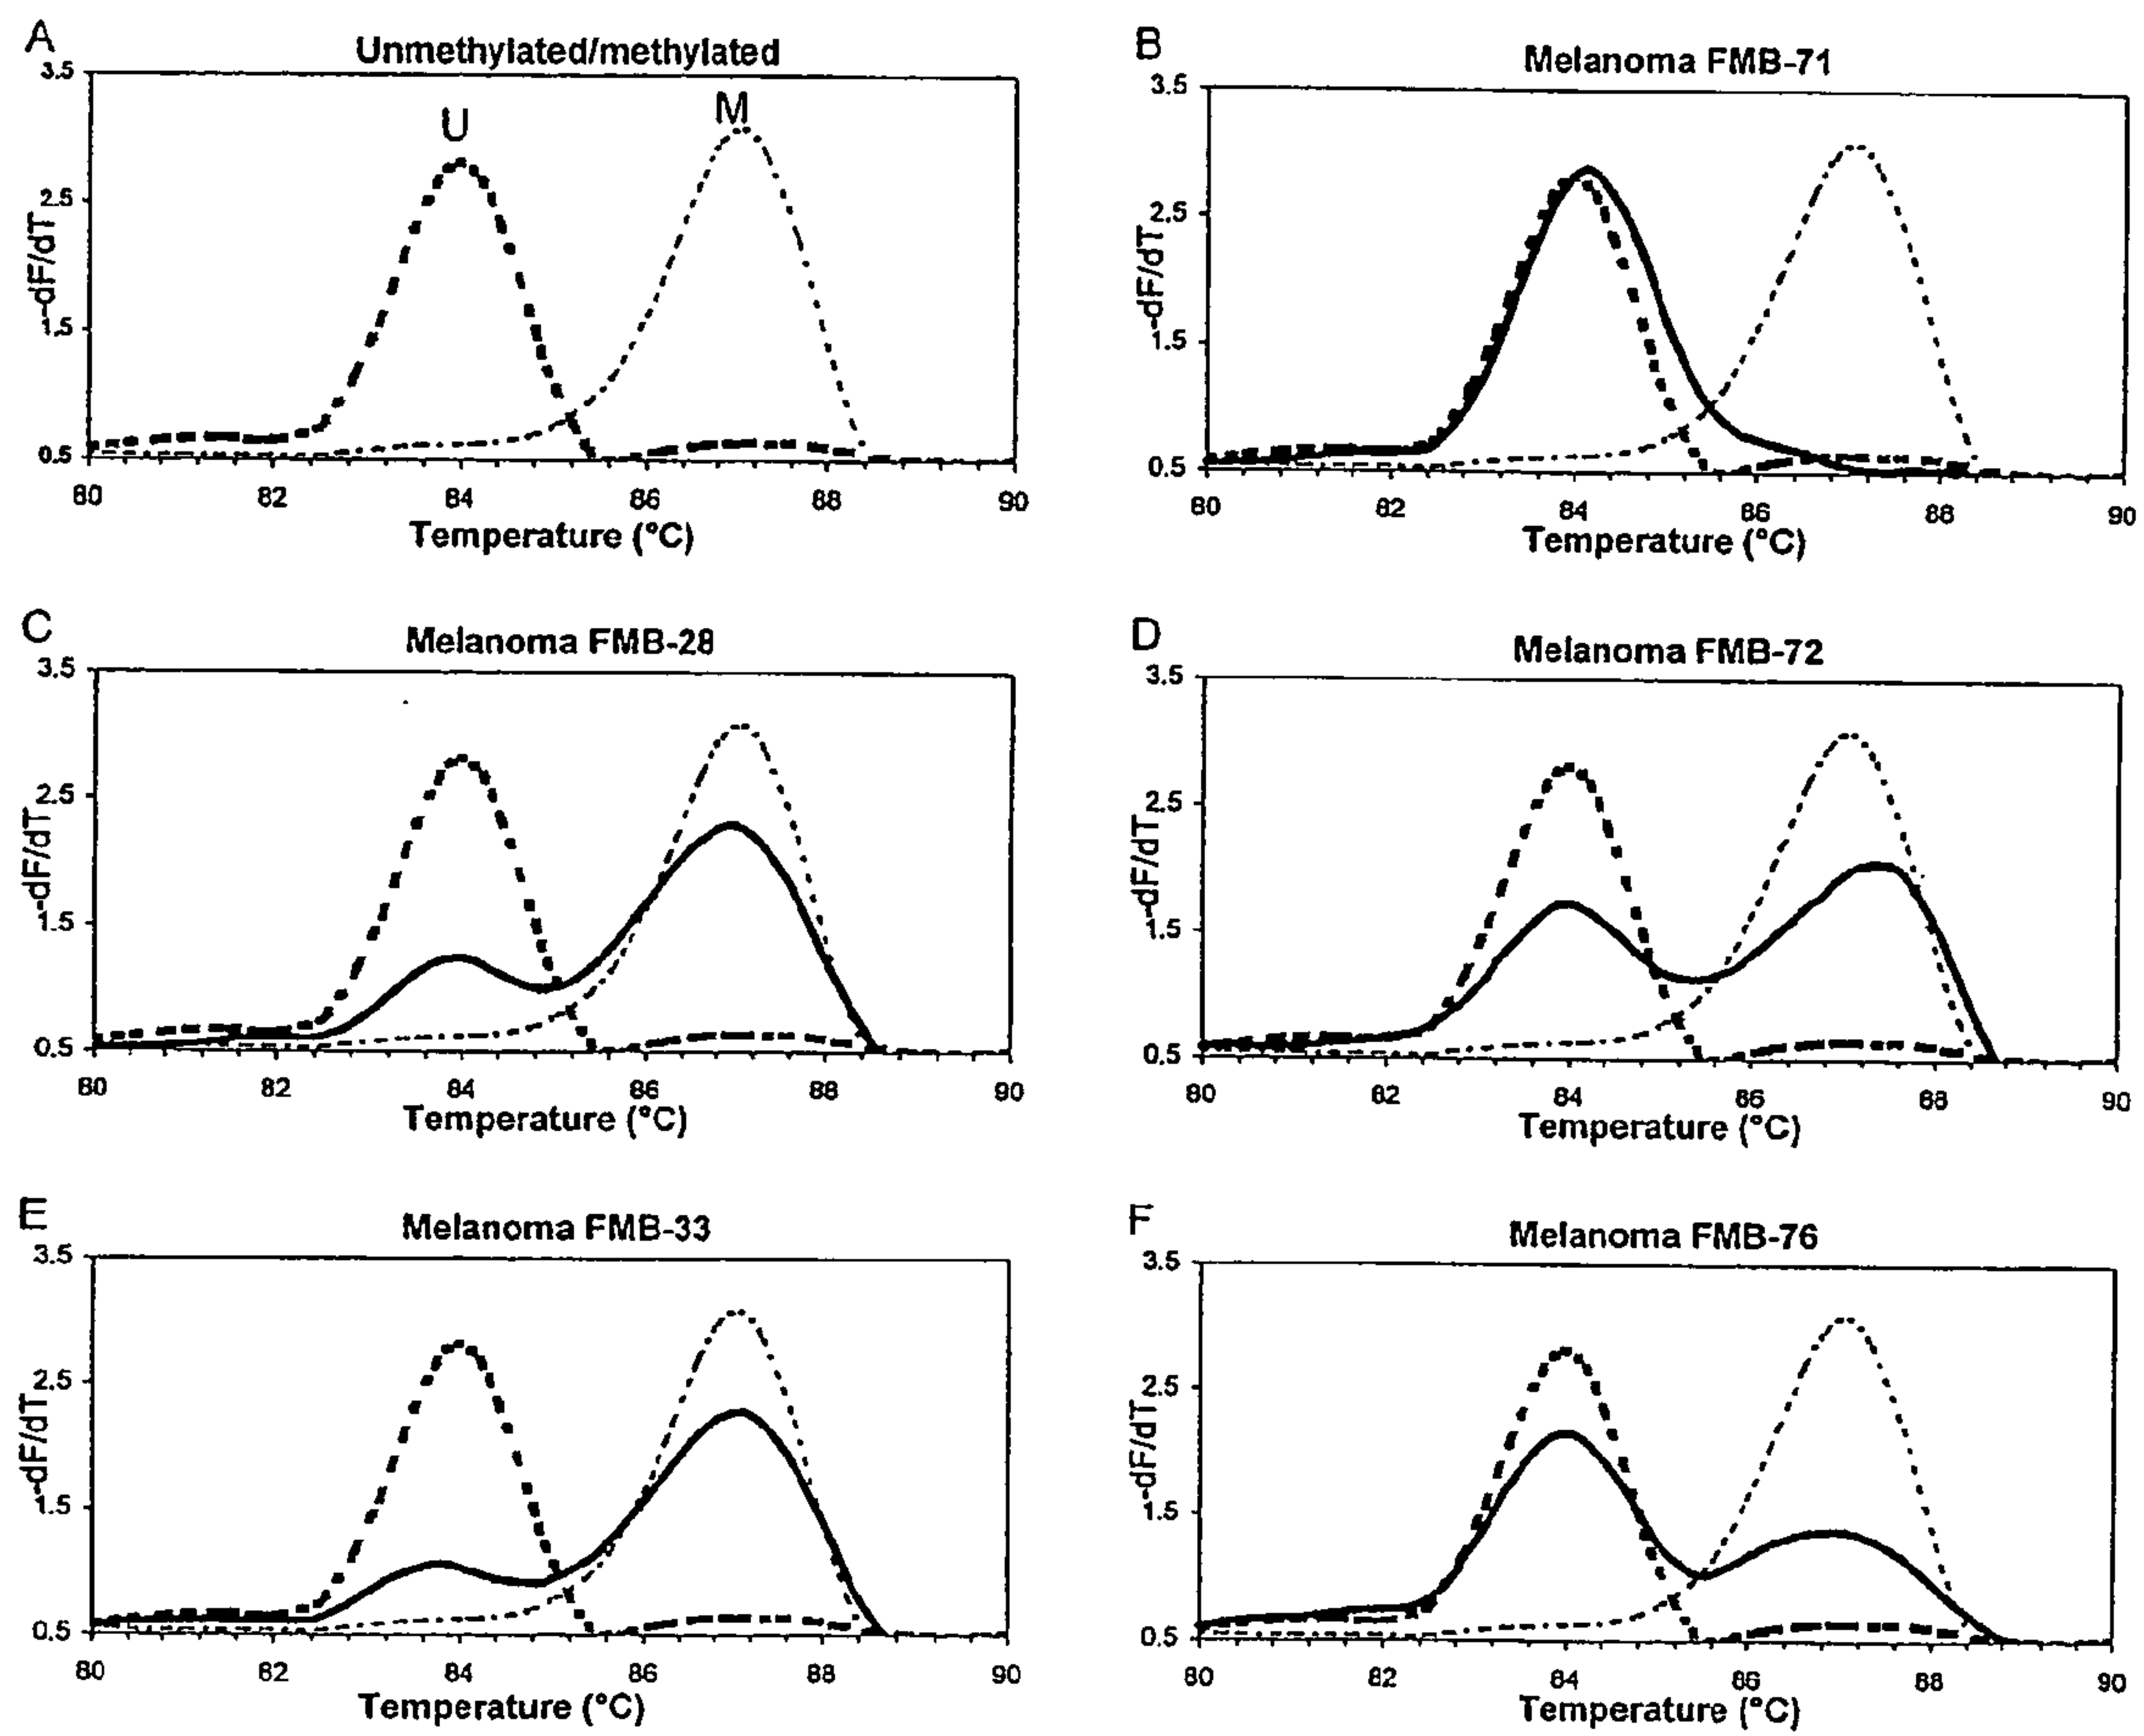 A
Unmethylated/methylated
U
M
3.5
2.5
1.5
0.5
-dF/dT
80
82
84
86
88
90
Temperature (°C)
B
Melanoma FMB-71
3.5
2.5
1.5
0.5
-dF/dT
80
82
84
86
88
90
Temperature (°C)
C
Melanoma FMB-28
3.5
2.5
1.5
0.5
-dF/dT
80
82
84
86
88
90
Temperature (°C)
D
Melanoma FMB-72
3.5
2.5
1.5
0.5
-dF/dT
80
82
84
86
88
90
Temperature (°C)
E
Melanoma FMB-33
3.5
2.5
1.5
0.5
-dF/dT
80
82
84
86
88
90
Temperature (°C)
F
Melanoma FMB-76
3.5
2.5
1.5
0.5
-dF/dT
80
82
84
86
88
90
Temperature (°C)